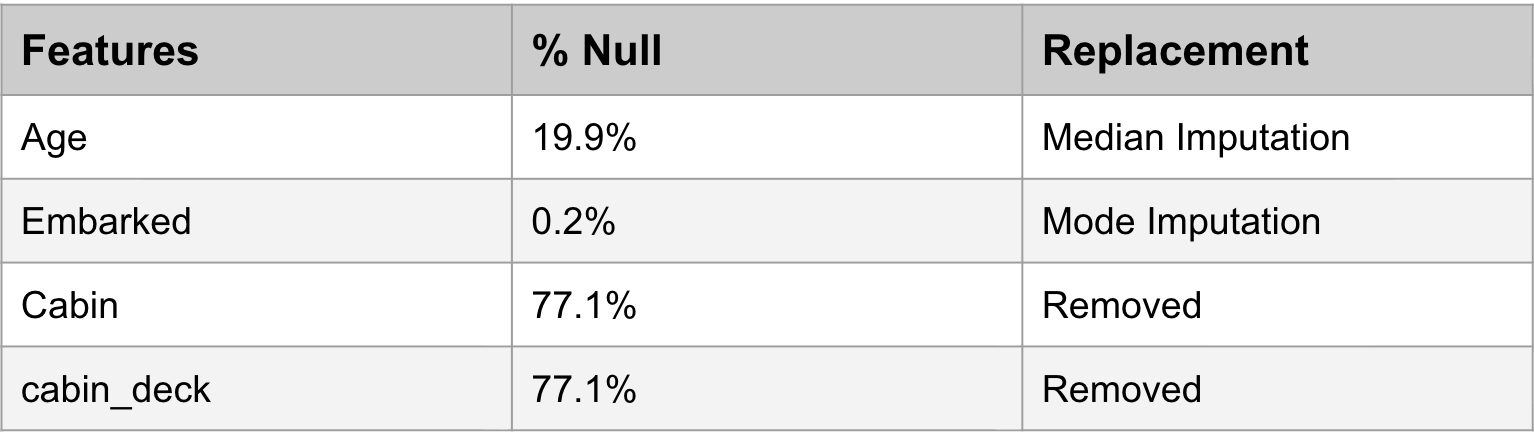 Features % Null Replacement
Age 19.9% Median Imputation
Embarked 0.2% Mode Imputation
Cabin 77.1% Removed
cabin_deck 77.1% Removed